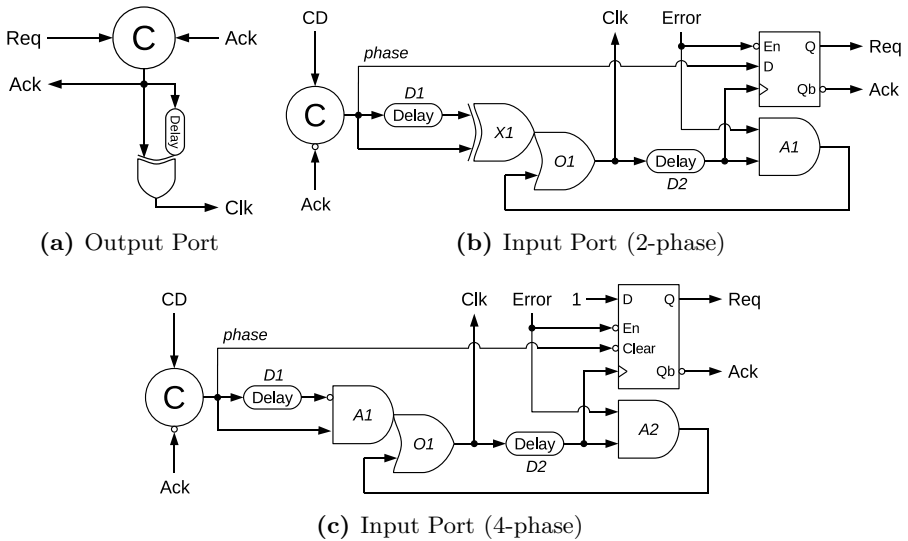 Req
C
Ack
Ack
Delay
Clk
(a) Output Port
CD
phase
C
D1
Delay
X1
O1
Clk
Error
En
Q
Req
D
Qb
Ack
Delay
D2
A1
Ack
(b) Input Port (2-phase)
CD
phase
C
D1
Delay
A1
O1
Clk
Error
1
D
Q
Req
En
Clear
Qb
Ack
Delay
D2
A2
Ack
(c) Input Port (4-phase)